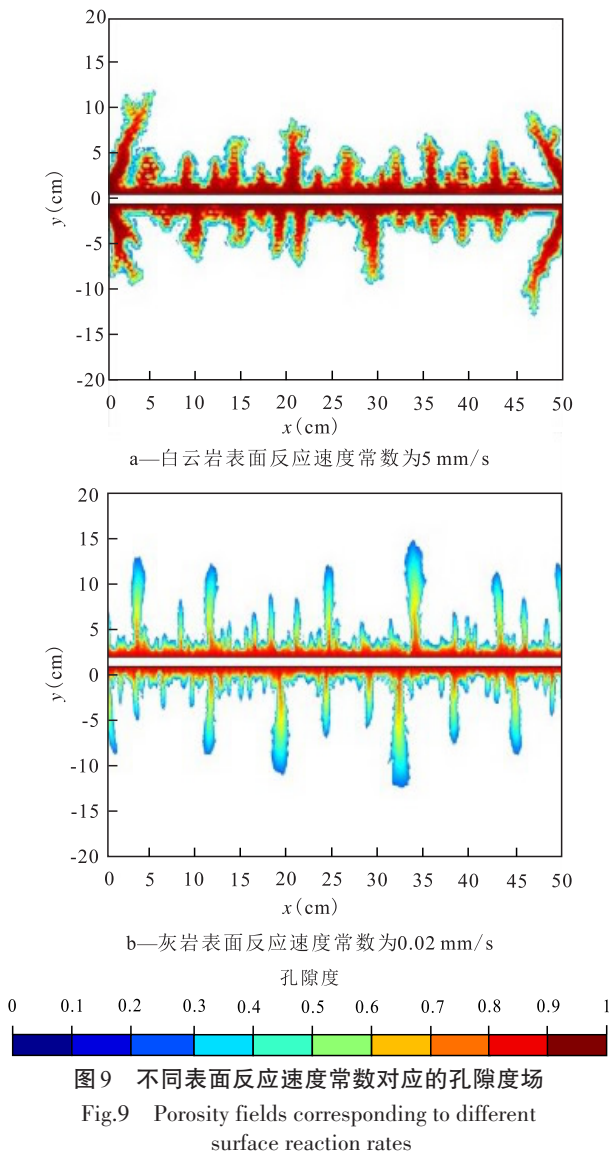 20
15
10
5
0
-5
-10
-15
-20
y(cm)
0 5 10 15 20 25 30 35 40 45 50
x(cm)
a—白云岩表面反应速度常数为5 mm/s
20
15
10
5
0
-5
-10
-15
-20
y(cm)
0 5 10 15 20 25 30 35 40 45 50
x(cm)
b—灰岩表面反应速度常数为0.02 mm/s
孔隙度
0 0.1 0.2 0.3 0.4 0.5 0.6 0.7 0.8 0.9 1
图9 不同表面反应速度常数对应的孔隙度场
Fig.9 Porosity fields corresponding to different
surface reaction rates